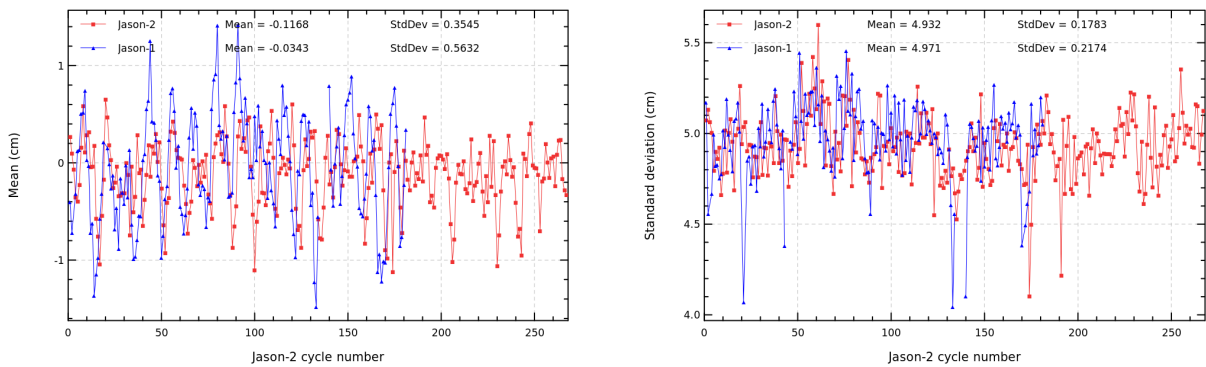 Jason-2 Mean = -0.1168 StdDev = 0.3545
Jason-1 Mean = -0.0343 StdDev = 0.5632
1
0
-1
Mean (cm)
0 50 100 150 200 250
Jason-2 cycle number
Jason-2 Mean = 4.932 StdDev = 0.1783
Jason-1 Mean = 4.971 StdDev = 0.2174
5.5
5.0
4.5
4.0
Standard deviation (cm)
0 50 100 150 200 250
Jason-2 cycle number